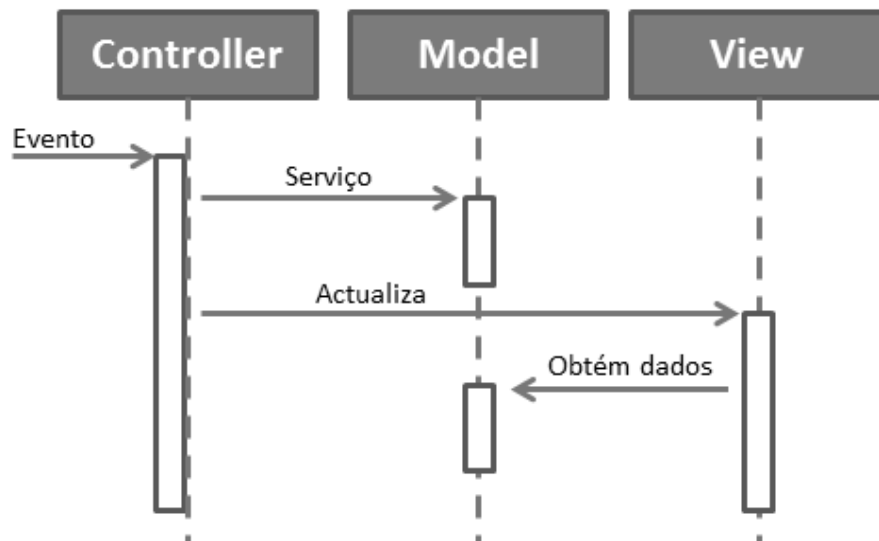 Controller
Model
View
Evento
Serviço
Actualiza
Obtém dados